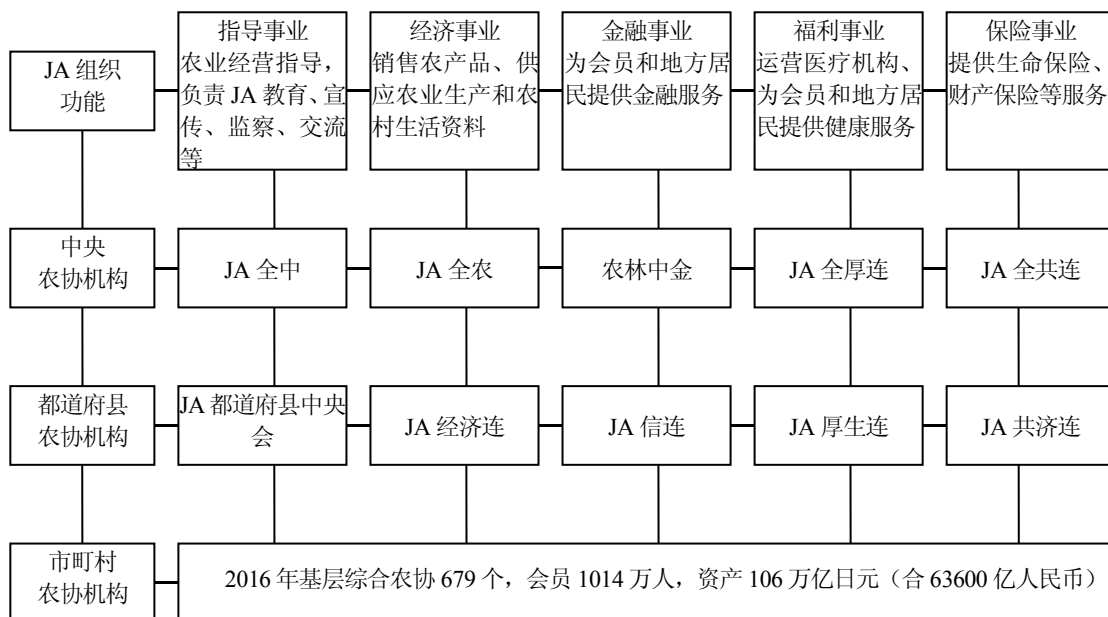 JA 组织
功能
指导事业
农业经营指导，
负责 JA 教育、宣
传、监察、交流
等
经济事业
销售农产品、供
应农业生产和农
村生活资料
金融事业
为会员和地方居
民提供金融服务
福利事业
运营医疗机构、
为会员和地方居
民提供健康服务
保险事业
提供生命保险、
财产保险等服务
中央
农协机构
JA 全中
JA 全农
农林中金
JA 全厚连
JA 全共连
都道府县
农协机构
JA 都道府县中央
会
JA 经济连
JA 信连
JA 厚生连
JA 共济连
市町村
农协机构
2016 年基层综合农协 679 个，会员 1014 万人，资产 106 万亿日元（合 63600 亿人民币）